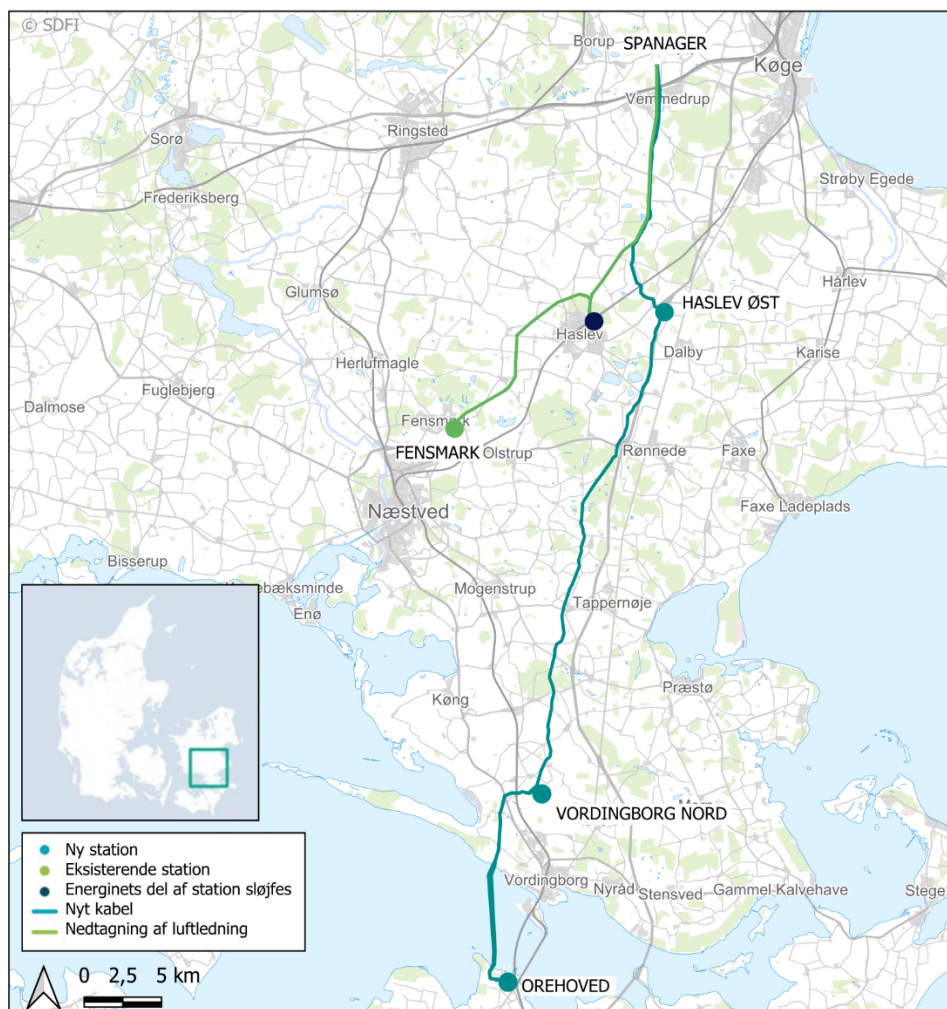 © SDFI
Borup
SPANAGER
Køge
Vemmedrup
Ringsted
Sorø
Strøby Egede
Frederiksberg
Hårlev
Glumsø
HASLEV ØST
Haslev
Dalby
Karise
Herlufmagle
Fuglebjerg
Dalmose
Fensmark
FENSMARK
Olstrup
Rønnede
Faxe
Næstved
Faxe Ladeplads
Bisserup
Mogenstrup
Tappernøje
Enø
Præstø
Køng
VORDINGBORG NORD
Vordingborg
Nyråd
Stensved
Gammel Kalvehave
Stege
Ny station
Eksisterende station
Energinets del af station sløjfes
Nyt kabel
Nedtagning af luftledning
0 2,5 5 km
OREHOVED